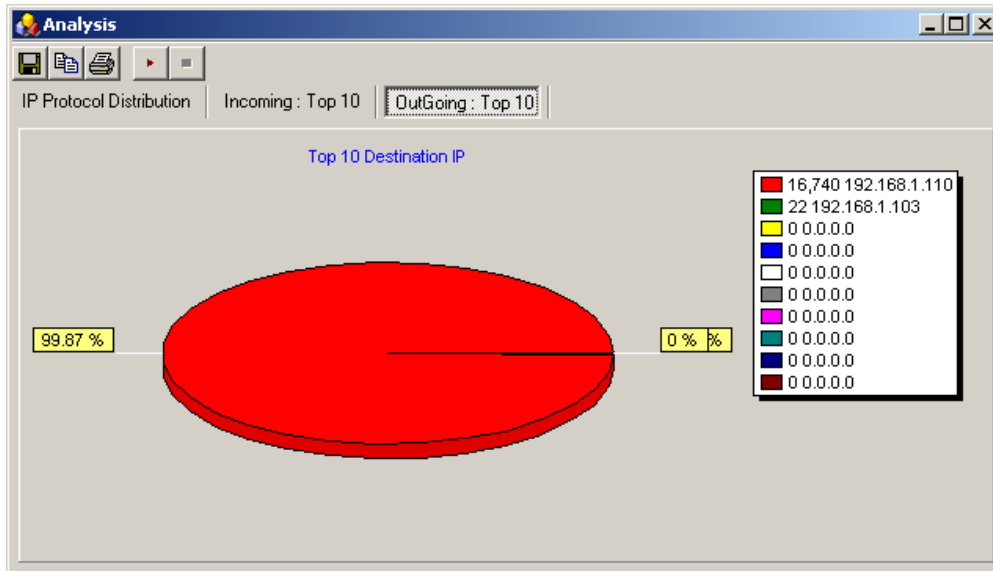 Analysis
IP Protocol Distribution
Incoming : Top 10
OutGoing : Top 10
Top 10 Destination IP
16,740 192.168.1.110
22 192.168.1.103
0 0.0.0.0
0 0.0.0.0
0 0.0.0.0
0 0.0.0.0
0 0.0.0.0
0 0.0.0.0
0 0.0.0.0
0 0.0.0.0
99.87 %
0 %
%